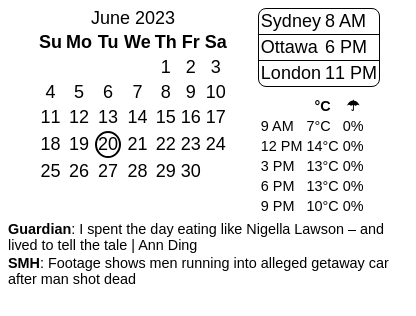 June 2023
Su Mo Tu We Th Fr Sa
1 2 3
4 5 6 7 8 9 10
11 12 13 14 15 16 17
18 19 20 21 22 23 24
25 26 27 28 29 30
Sydney 8 AM
Ottawa 6 PM
London 11 PM
°C ☂
9 AM 7°C 0%
12 PM 14°C 0%
3 PM 13°C 0%
6 PM 13°C 0%
9 PM 10°C 0%
Guardian: I spent the day eating like Nigella Lawson – and
lived to tell the tale | Ann Ding
SMH: Footage shows men running into alleged getaway car
after man shot dead